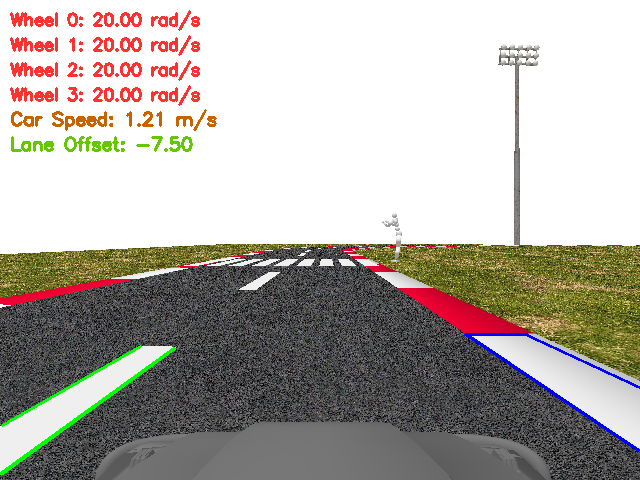 Wheel 0: 20.00 rad/s
Wheel 1: 20.00 rad/s
Wheel 2: 20.00 rad/s
Wheel 3: 20.00 rad/s
Car Speed: 1.21 m/s
Lane Offset: -7.50